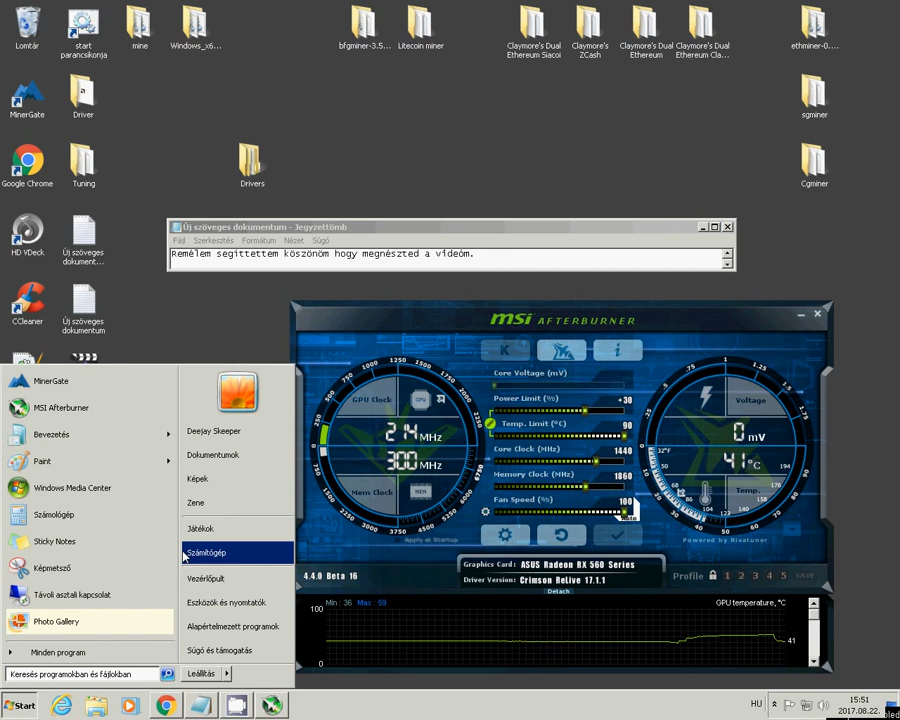 Lomtár
start parancsikonja
mine
Windows_x6...
bfgminer-3.5...
Litecoin miner
Claymore's Dual Ethereum Siacoi
Claymore's ZCash
Claymore's Dual Ethereum
Claymore's Dual Ethereum Cla...
ethminer-0....
MinerGate
Driver
sgminer
Google Chrome
Tuning
Drivers
Cgminer
HD VDeck
Új szöveges dokument...
Új szöveges dokumentum - Jegyzettömb
Fájl Szerkesztés Formátum Nézet Súgó
Remélem segítettem köszönöm hogy megnészted a videóm.
CCleaner
Új szöveges dokumentum
msi AFTERBURNER
K
i
Core Voltage (mV)
Power Limit (%) +30
Temp. Limit (°C) 90
Core Clock (MHz) 1440
Memory Clock (MHz) 1860
Fan Speed (%) 100
Auto
GPU Clock
GPU
214 MHz
300 MHz
Mem Clock
MEM
Voltage
0 mV
41 °C
Temp.
Apply at Startup
Powered by Rivatuner
Graphics Card: ASUS Radeon RX 560 Series
Driver Version: Crimson ReLive 17.1.1
Detach
4.4.0 Beta 16
Profile 1 2 3 4 5 SAVE
Min : 36 Max : 59
GPU temperature, °C
100
41
0
MinerGate
MSI Afterburner
Bevezetés
Paint
Windows Media Center
Számológép
Sticky Notes
Képmetsző
Távoli asztali kapcsolat
Photo Gallery
Minden program
Keresés programokban és fájlokban
Deejay Skeeper
Dokumentumok
Képek
Zene
Játékok
Számítógép
Vezérlőpult
Eszközök és nyomtatók
Alapértelmezett programok
Súgó és támogatás
Leállítás
Start
HU
15:51
2017.08.22.